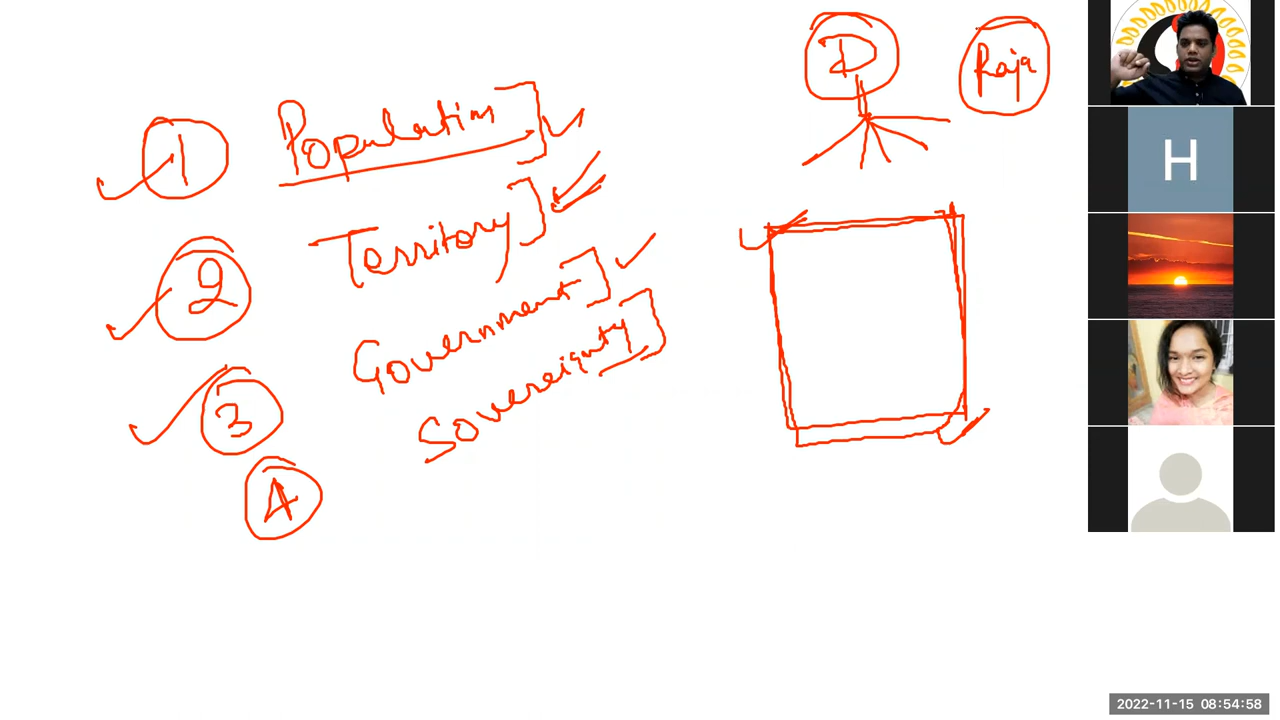 1 Population
2 Territory
3 Government
4 Sovereignty
D
Raja
H
2022-11-15 08:54:58